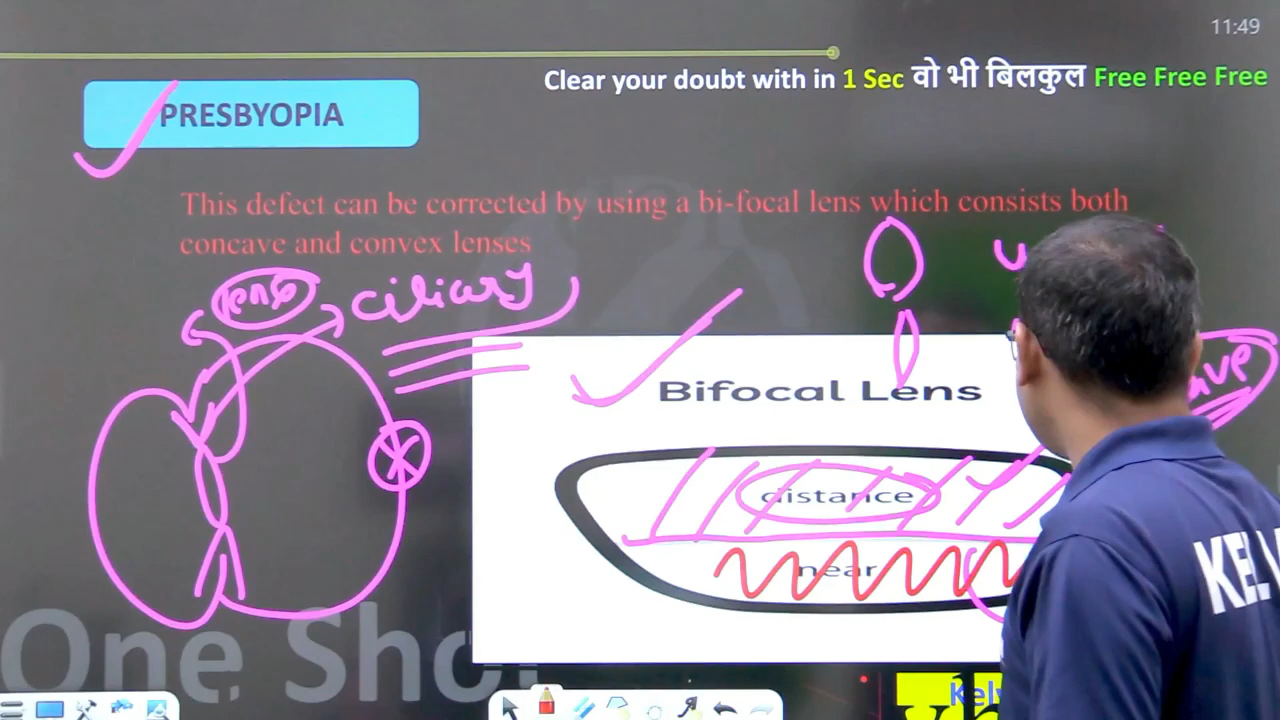 11:49
Clear your doubt with in 1 Sec वो भी बिलकुल Free Free Free
PRESBYOPIA
This defect can be corrected by using a bi-focal lens which consists both
concave and convex lenses
lens ciliary
Bifocal Lens
distance
near
One Sho